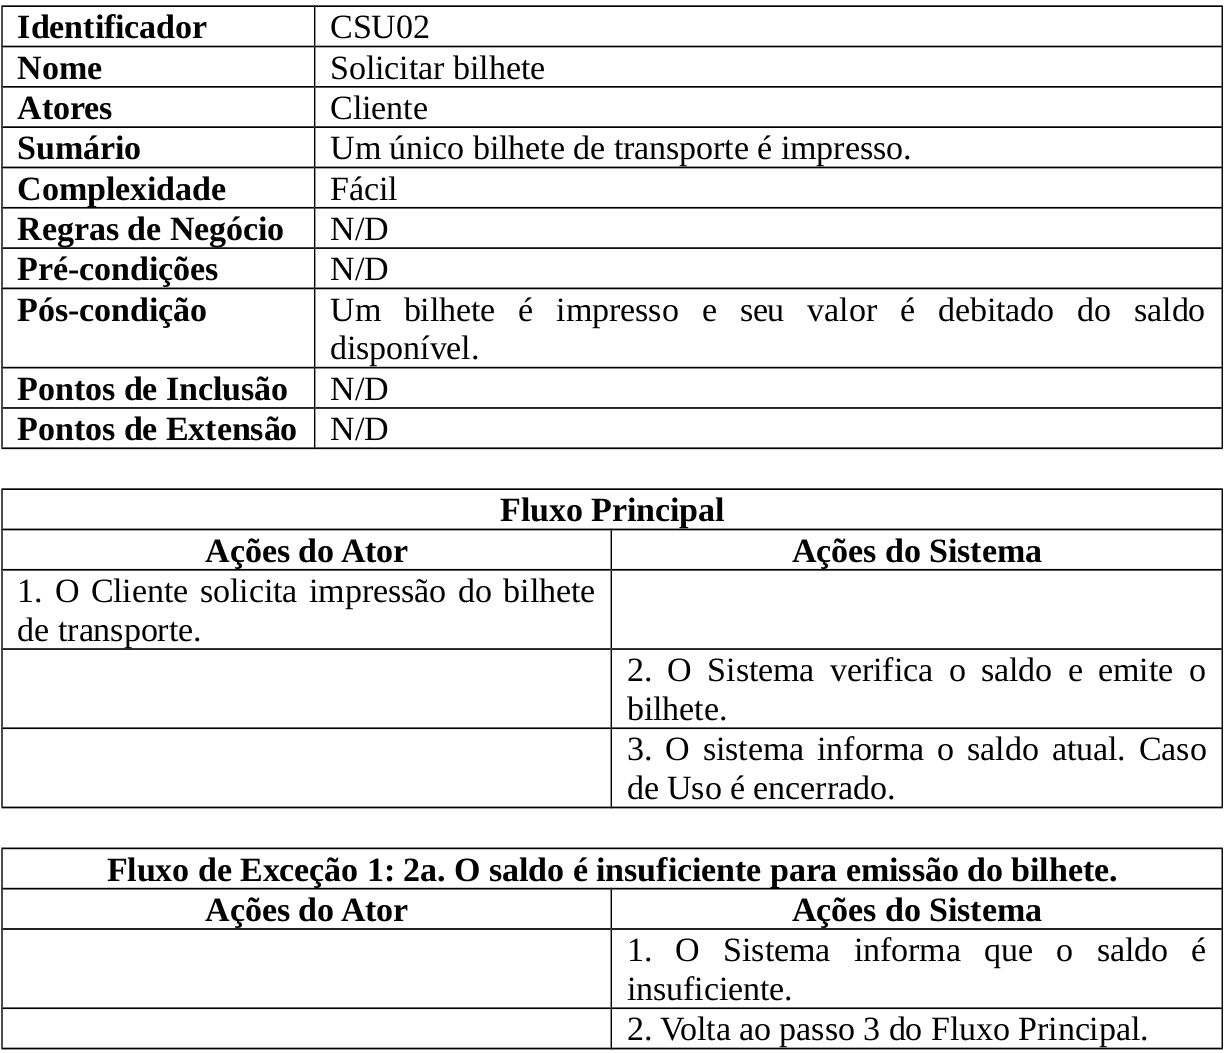 Identificador CSU02
Nome Solicitar bilhete
Atores Cliente
Sumário Um único bilhete de transporte é impresso.
Complexidade Fácil
Regras de Negócio N/D
Pré-condições N/D
Pós-condição Um bilhete é impresso e seu valor é debitado do saldo
disponível.
Pontos de Inclusão N/D
Pontos de Extensão N/D
Fluxo Principal
Ações do Ator Ações do Sistema
1. O Cliente solicita impressão do bilhete
de transporte.
2. O Sistema verifica o saldo e emite o
bilhete.
3. O sistema informa o saldo atual. Caso
de Uso é encerrado.
Fluxo de Exceção 1: 2a. O saldo é insuficiente para emissão do bilhete.
Ações do Ator Ações do Sistema
1. O Sistema informa que o saldo é
insuficiente.
2. Volta ao passo 3 do Fluxo Principal.